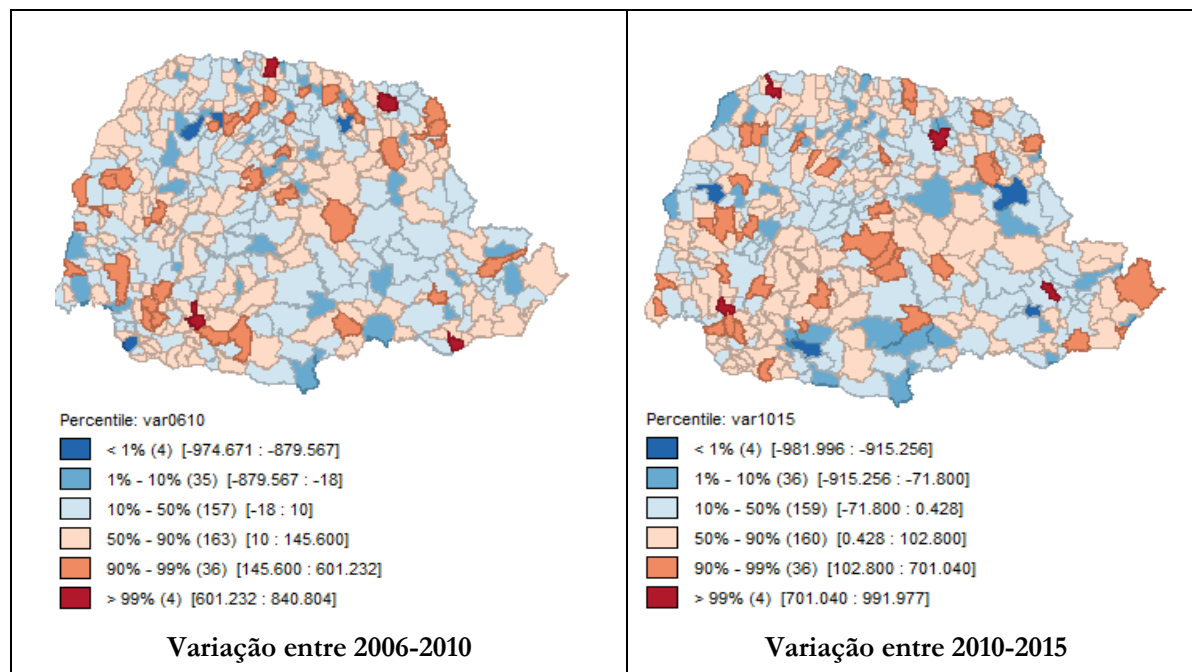 Percentile: var0610
< 1% (4) [-974.671 : -879.567]
1% - 10% (35) [-879.567 : -18]
10% - 50% (157) [-18 : 10]
50% - 90% (163) [10 : 145.600]
90% - 99% (36) [145.600 : 601.232]
> 99% (4) [601.232 : 840.804]
Variação entre 2006-2010
Percentile: var1015
< 1% (4) [-981.996 : -915.256]
1% - 10% (36) [-915.256 : -71.800]
10% - 50% (159) [-71.800 : 0.428]
50% - 90% (160) [0.428 : 102.800]
90% - 99% (36) [102.800 : 701.040]
> 99% (4) [701.040 : 991.977]
Variação entre 2010-2015